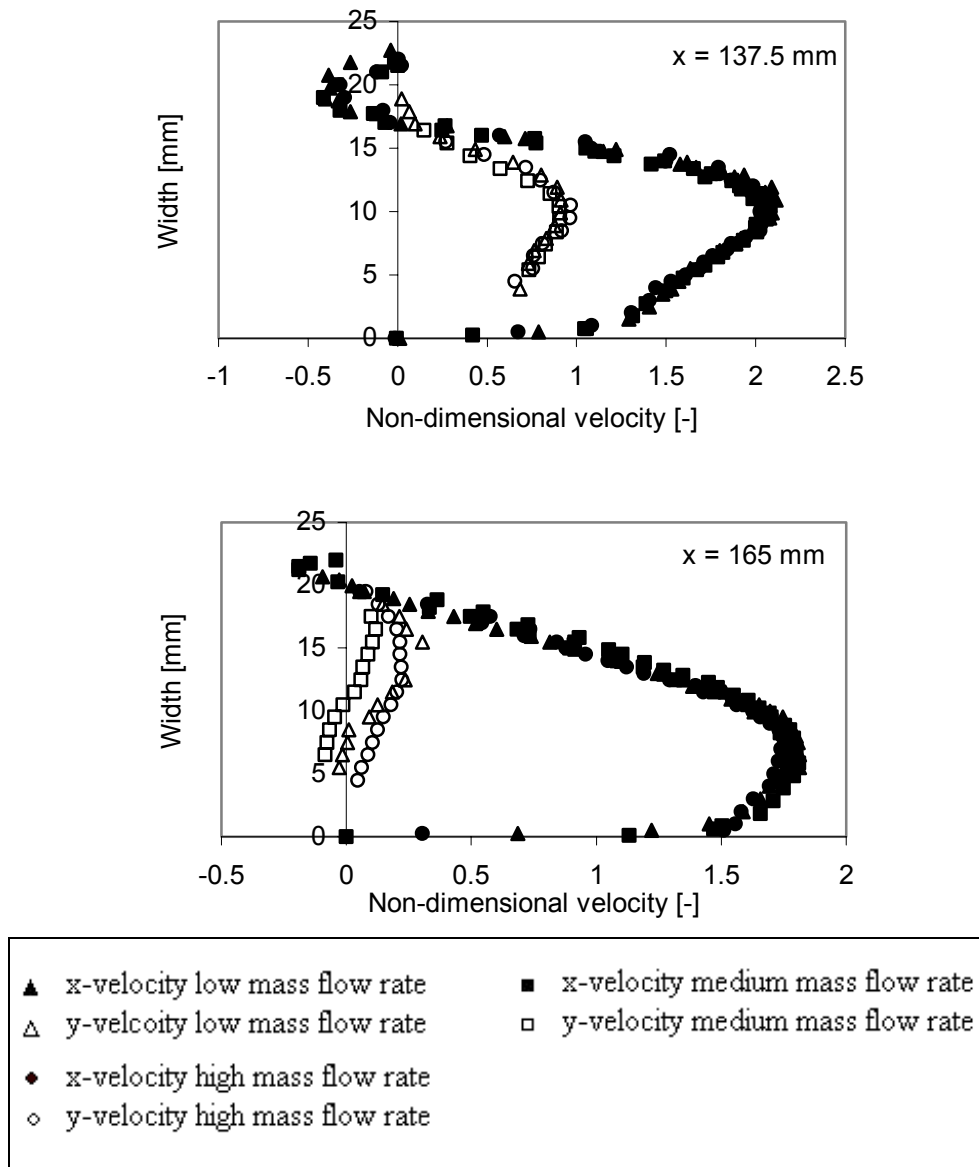 25
x = 137.5 mm
20
15
10
5
0
Width [mm]
-1 -0.5 0 0.5 1 1.5 2 2.5
Non-dimensional velocity [-]
25
x = 165 mm
20
15
10
5
0
Width [mm]
-0.5 0 0.5 1 1.5 2
Non-dimensional velocity [-]
x-velocity low mass flow rate
x-velocity medium mass flow rate
y-velcoity low mass flow rate
y-velocity medium mass flow rate
x-velocity high mass flow rate
y-velocity high mass flow rate